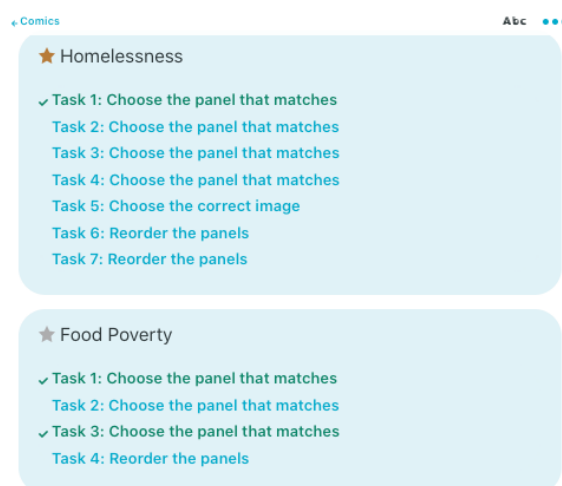 Comics
Abc
Homelessness
Task 1: Choose the panel that matches
Task 2: Choose the panel that matches
Task 3: Choose the panel that matches
Task 4: Choose the panel that matches
Task 5: Choose the correct image
Task 6: Reorder the panels
Task 7: Reorder the panels
Food Poverty
Task 1: Choose the panel that matches
Task 2: Choose the panel that matches
Task 3: Choose the panel that matches
Task 4: Reorder the panels